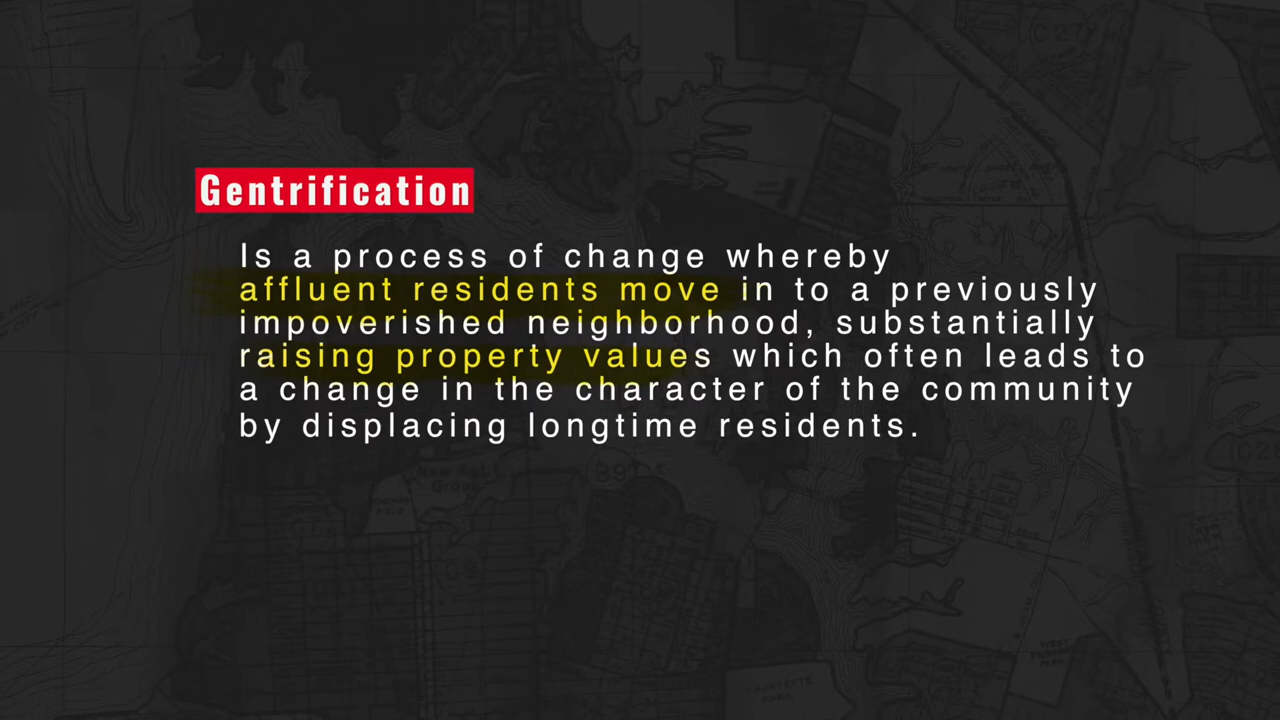 Gentrification
Is a process of change whereby
affluent residents move in to a previously
impoverished neighborhood, substantially
raising property values which often leads to
a change in the character of the community
by displacing longtime residents.